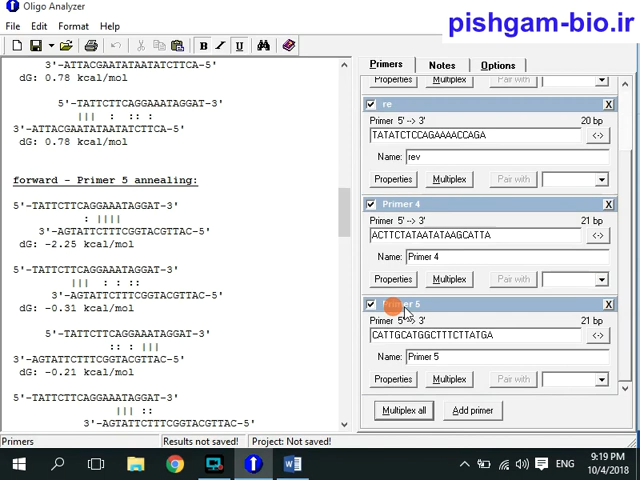 Oligo Analyzer
pishgam-bio.ir
File Edit Format Help
B I U
Primers Notes Options
3'-ATTACGAATATAATATCTTCA-5'
dG: 0.78 kcal/mol
5'-TATTCTTCAGGAAATAGGAT-3'
||| : :: :
3'-ATTACGAATATAATATCTTCA-5'
dG: 0.78 kcal/mol
forward - Primer 5 annealing:
5'-TATTCTTCAGGAAATAGGAT-3'
: ||||
3'-AGTATTCTTTCGGTACGTTAC-5'
dG: -2.25 kcal/mol
5'-TATTCTTCAGGAAATAGGAT-3'
||| : : ::
3'-AGTATTCTTTCGGTACGTTAC-5'
dG: -0.31 kcal/mol
5'-TATTCTTCAGGAAATAGGAT-3'
:: : |||
3'-AGTATTCTTTCGGTACGTTAC-5'
dG: -0.21 kcal/mol
5'-TATTCTTCAGGAAATAGGAT-3'
||| ::
3'-AGTATTCTTTCGGTACGTTAC-5'
Properties Multiplex Pair with
re X
Primer 5' --> 3' 20 bp
TATATCTCCAGAAAACCAGA <->
Name: rev
Properties Multiplex Pair with
Primer 4 X
Primer 5' --> 3' 21 bp
ACTTCTATAATATAAGCATTA <->
Name: Primer 4
Properties Multiplex Pair with
Primer 5 X
Primer 5' --> 3' 21 bp
CATTGCATGGCTTTCTTATGA <->
Name: Primer 5
Properties Multiplex Pair with
Multiplex all Add primer
Primers Results not saved! Project: Not saved!
ENG 9:19 PM
10/4/2018